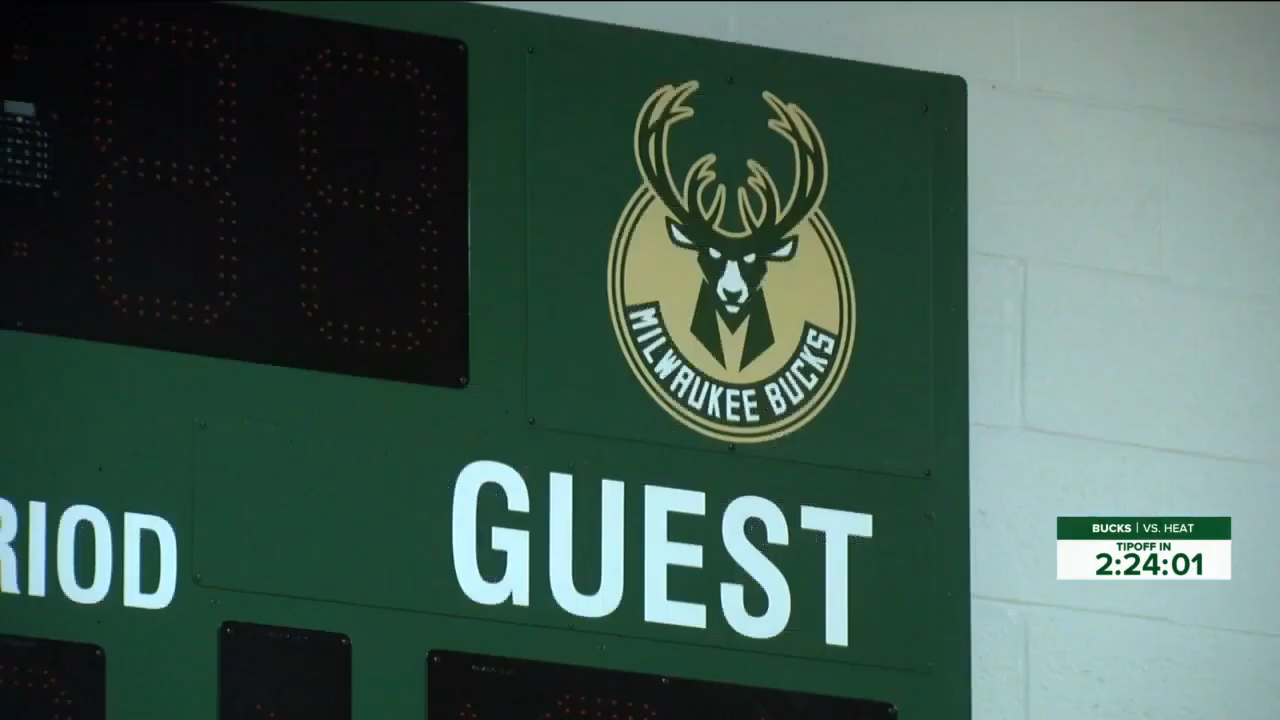 MILWAUKEE BUCKS
RIOD
GUEST
BUCKS | VS. HEAT
TIPOFF IN
2:24:01